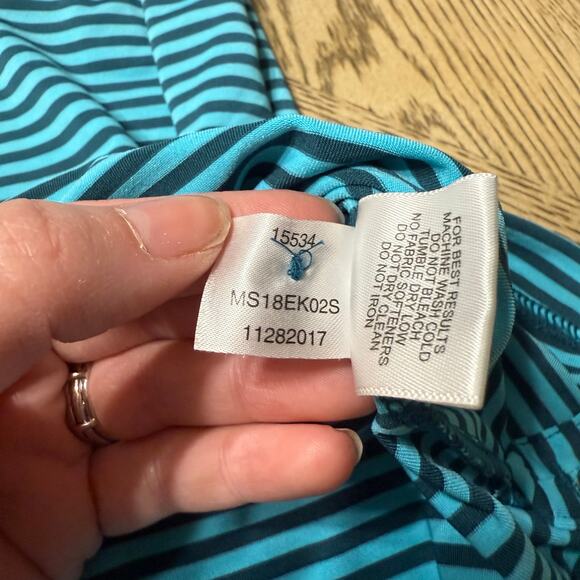 15534
MS18EK02S
11282017
FOR BEST RESULTS
MACHINE WASH COLD
DO NOT BLEACH
TUMBLE DRY LOW
NO FABRIC SOFT
DO NOT DRY CLEAN
DO NOT IRON